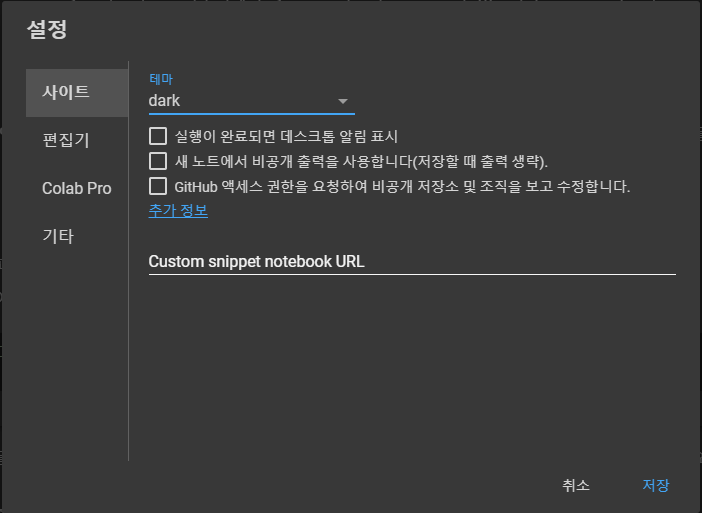 설정
사이트
편집기
Colab Pro
기타
테마
dark
실행이 완료되면 데스크톱 알림 표시
새 노트에서 비공개 출력을 사용합니다(저장할 때 출력 생략).
GitHub 액세스 권한을 요청하여 비공개 저장소 및 조직을 보고 수정합니다.
추가 정보
Custom snippet notebook URL
취소
저장